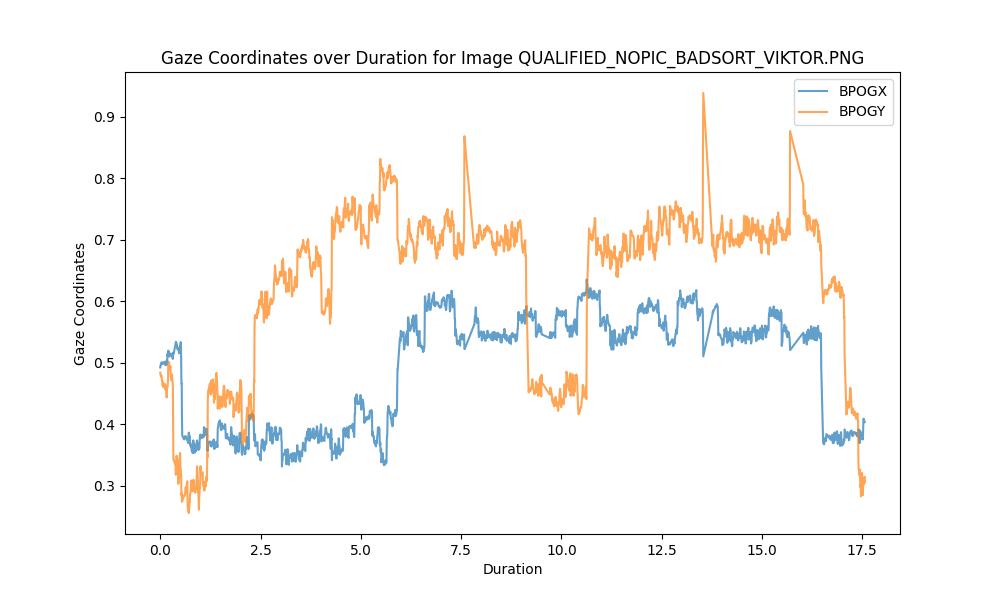 Gaze Coordinates over Duration for Image QUALIFIED_NOPIC_BADSORT_VIKTOR.PNG
BPOGX
BPOGY
Gaze Coordinates
0.9
0.8
0.7
0.6
0.5
0.4
0.3
0.0 2.5 5.0 7.5 10.0 12.5 15.0 17.5
Duration